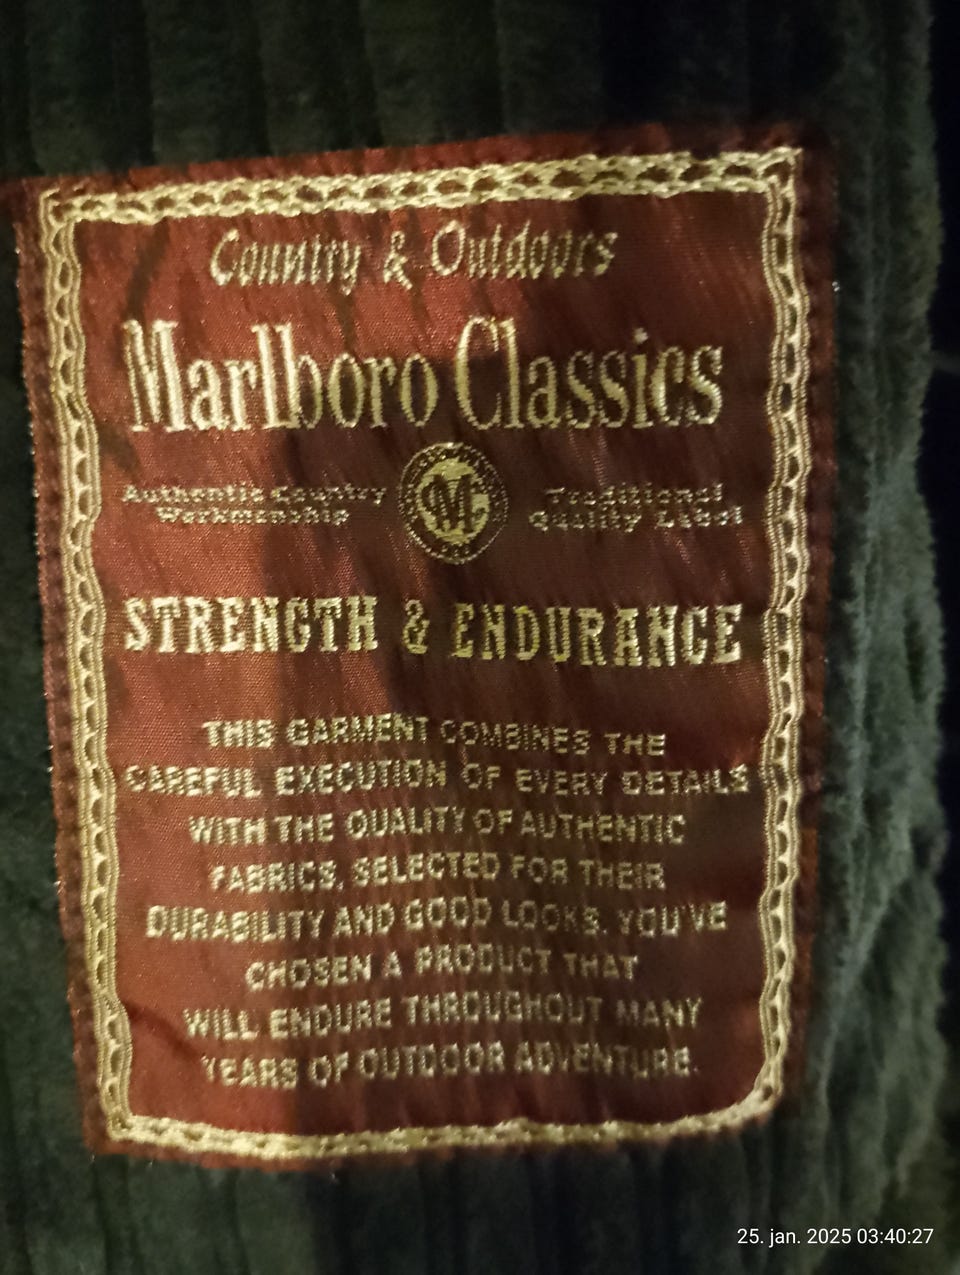 Country & Outdoors
Marlboro Classics
Authentic Country
Workmanship
Traditional
Quality Label
M
STRENGTH & ENDURANCE
THIS GARMENT COMBINES THE
CAREFUL EXECUTION OF EVERY DETAILS
WITH THE QUALITY OF AUTHENTIC
FABRICS, SELECTED FOR THEIR
DURABILITY AND GOOD LOOKS. YOU'VE
CHOSEN A PRODUCT THAT
WILL ENDURE THROUGHOUT MANY
YEARS OF OUTDOOR ADVENTURE.
25. jan. 2025 03:40:27